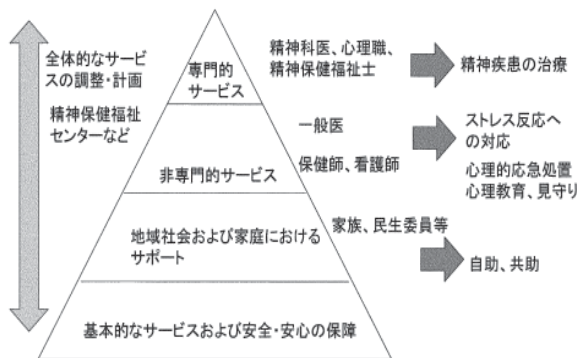 全体的なサービ
スの調整・計画
精神保健福祉
センターなど
専門的
サービス
精神科医、心理職、
精神保健福祉士
精神疾患の治療
非専門的サービス
一般医
保健師、看護師
ストレス反応へ
の対応
心理的応急処置
心理教育、見守り
地域社会および家庭における
サポート
家族、民生委員等
自助、共助
基本的なサービスおよび安全・安心の保障